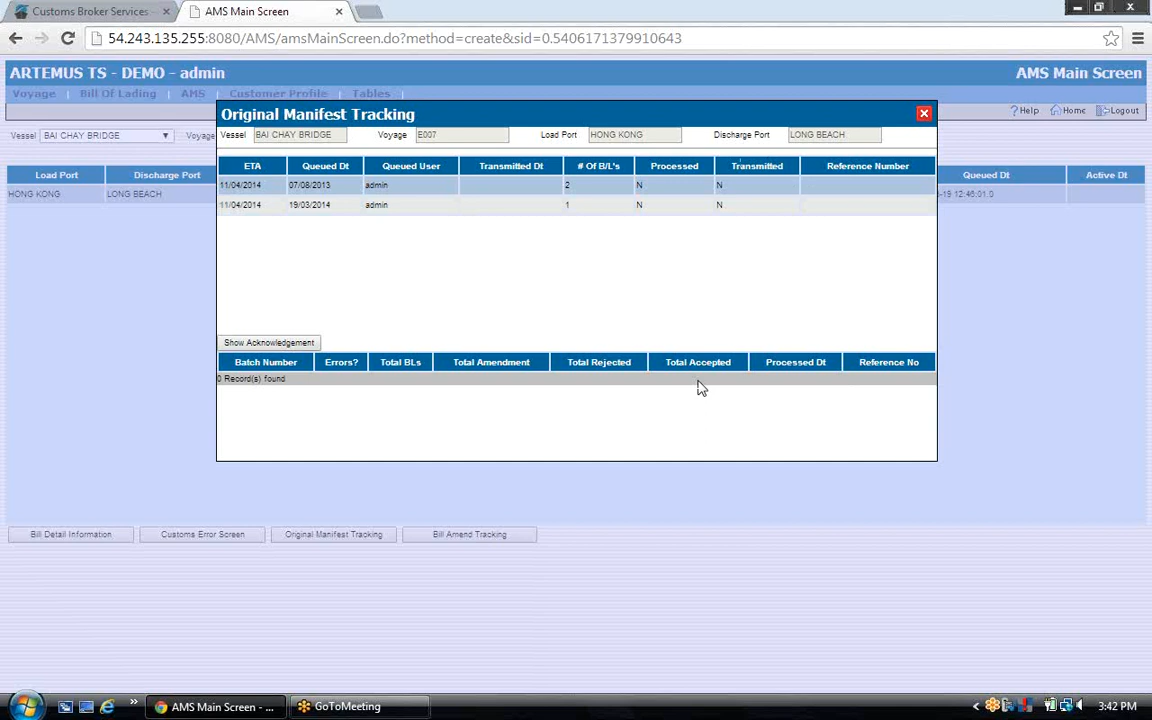 Customs Broker Services
AMS Main Screen
54.243.135.255:8080/AMS/amsMainScreen.do?method=create&sid=0.5406171379910643
ARTEMUS TS - DEMO - admin
AMS Main Screen
Voyage | Bill Of Lading | AMS | Customer Profile | Tables |
?Help Home Logout
Original Manifest Tracking
Vessel BAI CHAY BRIDGE Voyage
Vessel BAI CHAY BRIDGE Voyage E007 Load Port HONG KONG Discharge Port LONG BEACH
ETA Queued Dt Queued User Transmitted Dt # Of B/L's Processed Transmitted Reference Number
Load Port Discharge Port Queued Dt Active Dt
11/04/2014 07/08/2013 admin 2 N N
HONG KONG LONG BEACH -19 12:46:01.0
11/04/2014 19/03/2014 admin 1 N N
Show Acknowledgement
Batch Number Errors? Total BLs Total Amendment Total Rejected Total Accepted Processed Dt Reference No
0 Record(s) found
Bill Detail Information Customs Error Screen Original Manifest Tracking Bill Amend Tracking
AMS Main Screen - ...
GoToMeeting
3:42 PM